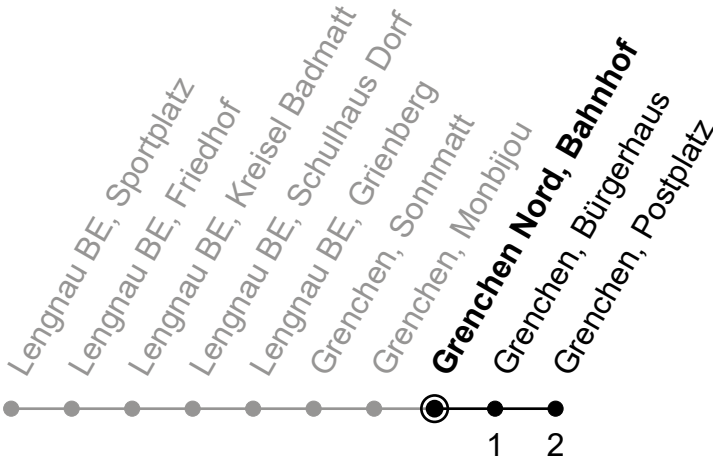 Lengnau BE, Sportplatz
Lengnau BE, Friedhof
Lengnau BE, Kreisel Badmatt
Lengnau BE, Schulhaus Dorf
Lengnau BE, Grienberg
Grenchen, Sonnmatt
Grenchen, Monbijou
Grenchen Nord, Bahnhof
Grenchen, Bürgerhaus
Grenchen, Postplatz
1 2